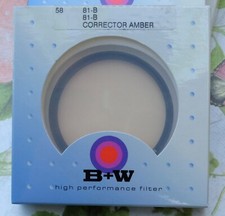 58 81-B
81-B
CORRECTOR AMBER
B+W
high performance filter